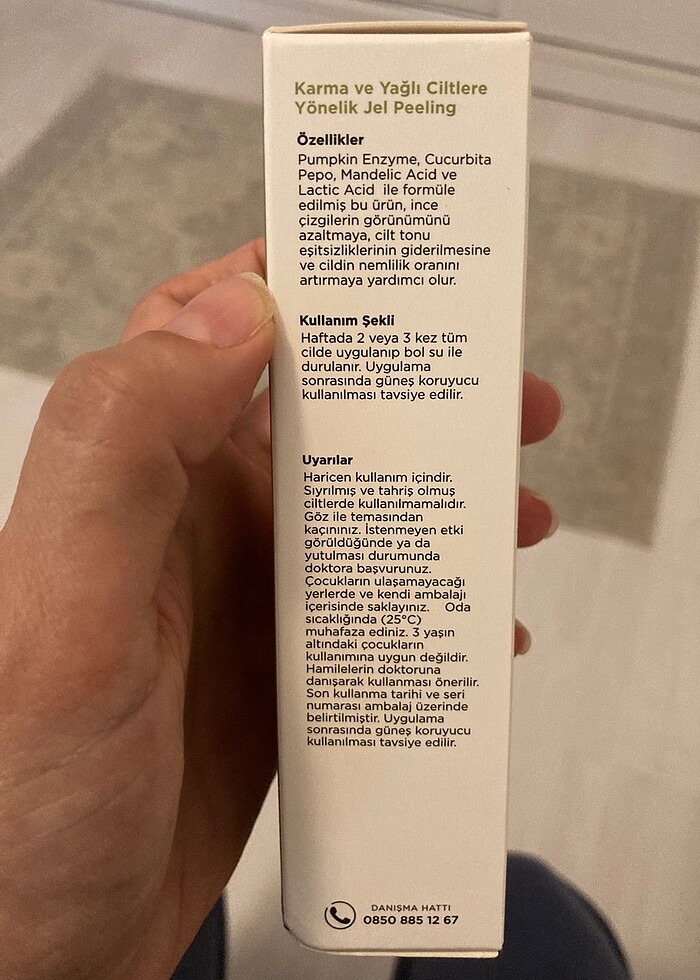 Karma ve Yağlı Ciltlere
Yönelik Jel Peeling
Özellikler
Pumpkin Enzyme, Cucurbita
Pepo, Mandelic Acid ve
Lactic Acid ile formüle
edilmiş bu ürün, ince
çizgilerin görünümünü
azaltmaya, cilt tonu
eşitsizliklerinin giderilmesine
ve cildin nemlilik oranını
artırmaya yardımcı olur.
Kullanım Şekli
Haftada 2 veya 3 kez tüm
cilde uygulanıp bol su ile
durulanır. Uygulama
sonrasında güneş koruyucu
kullanılması tavsiye edilir.
Uyarılar
Haricen kullanım içindir.
Sıyrılmış ve tahriş olmuş
ciltlerde kullanılmamalıdır.
Göz ile temasından
kaçınınız. İstenmeyen etki
görüldüğünde ya da
yutulması durumunda
doktora başvurunuz.
Çocukların ulaşamayacağı
yerlerde ve kendi ambalajı
içerisinde saklayınız. Oda
sıcaklığında (25°C)
muhafaza ediniz. 3 yaşın
altındaki çocukların
kullanımına uygun değildir.
Hamilelerin doktoruna
danışarak kullanması önerilir.
Son kullanma tarihi ve seri
numarası ambalaj üzerinde
belirtilmiştir. Uygulama
sonrasında güneş koruyucu
kullanılması tavsiye edilir.
DANIŞMA HATTI
0850 885 12 67